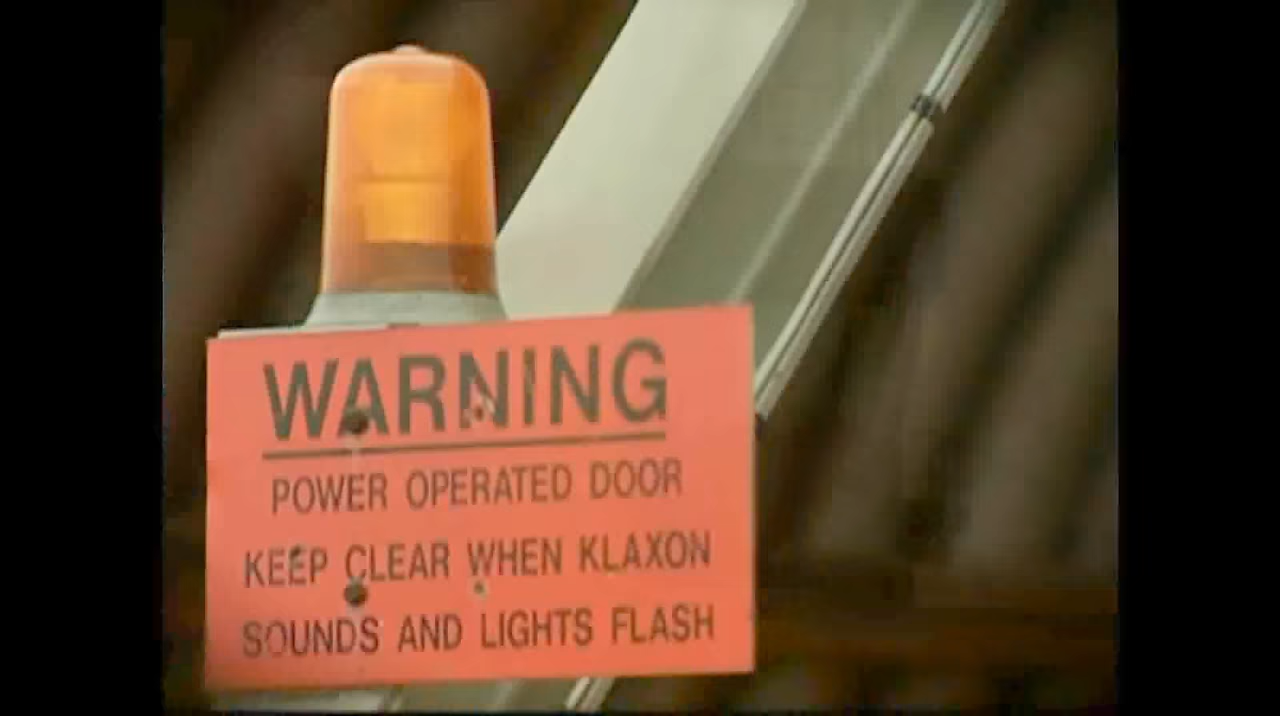 WARNING
POWER OPERATED DOOR
KEEP CLEAR WHEN KLAXON
SOUNDS AND LIGHTS FLASH